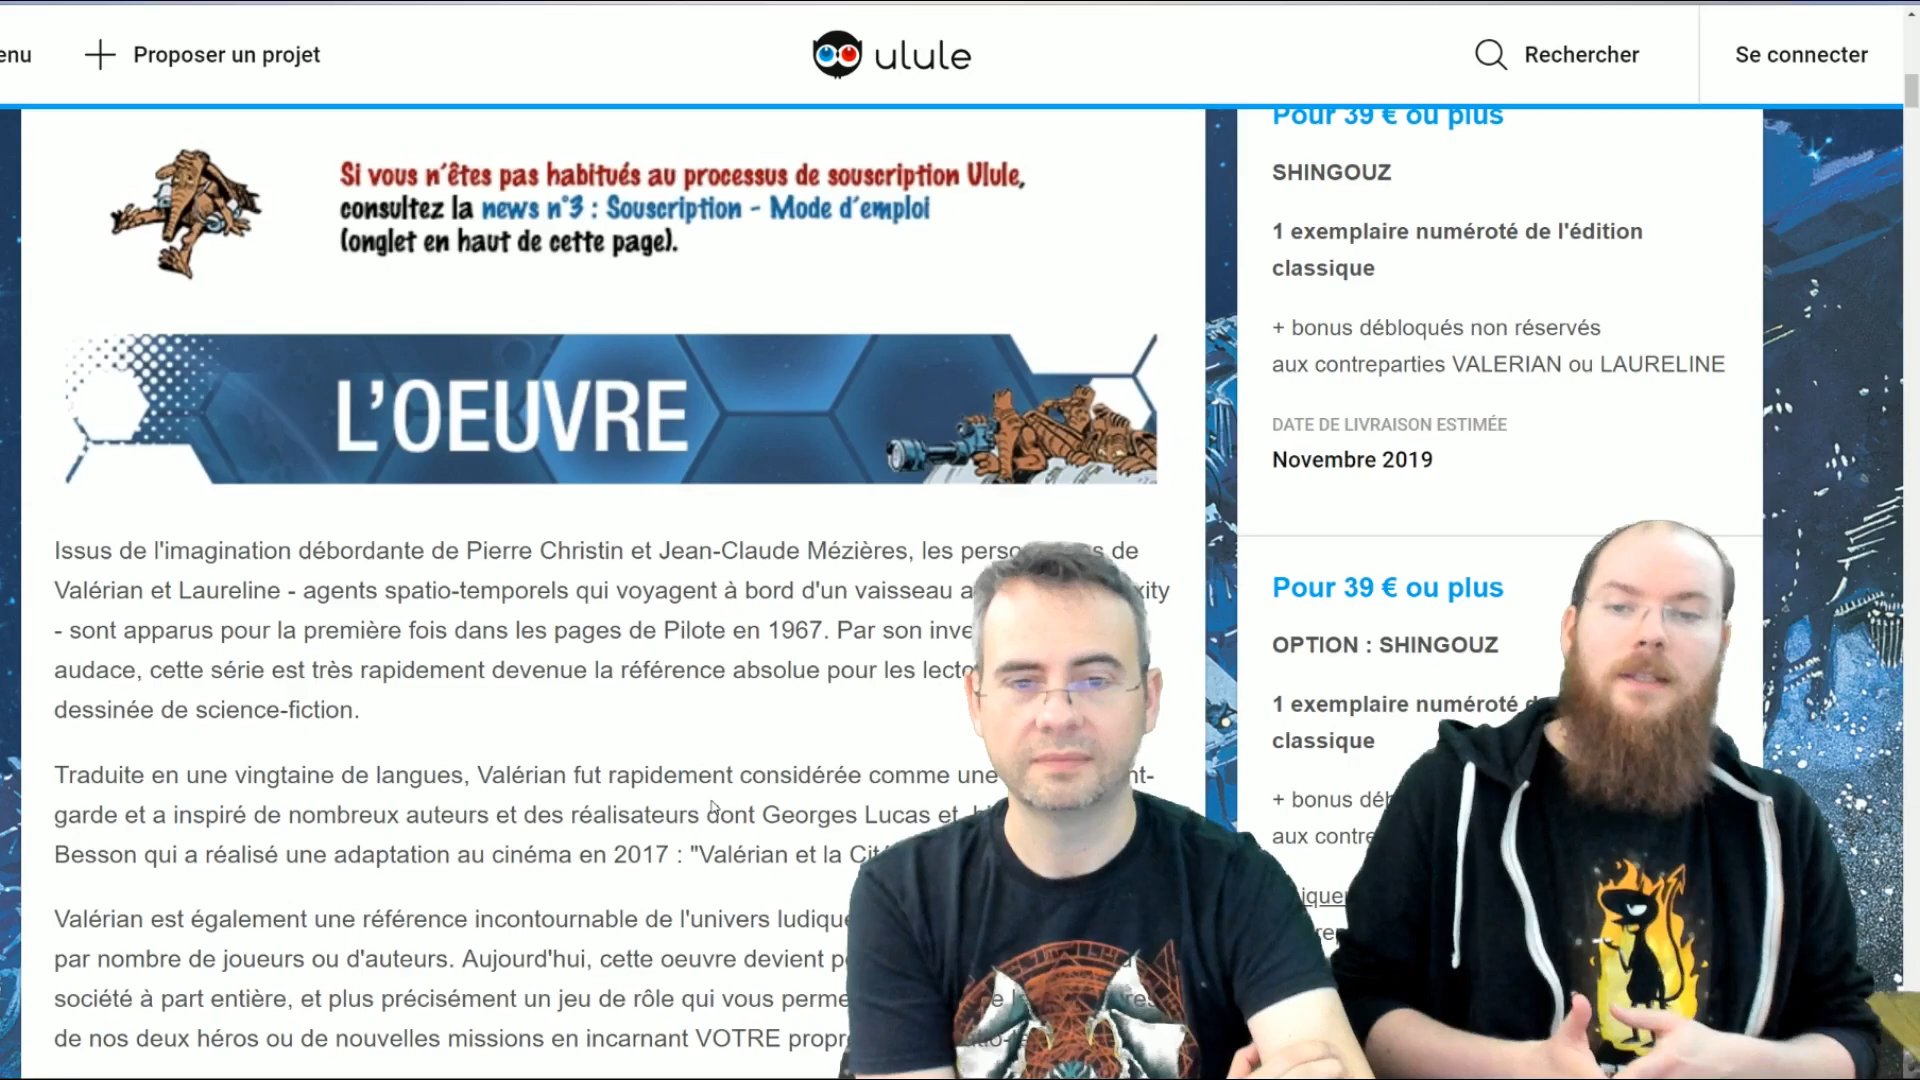 enu
Proposer un projet
ulule
Rechercher
Se connecter
Si vous n'êtes pas habitués au processus de souscription Ulule,
consultez la news n°3 : Souscription - Mode d'emploi
(onglet en haut de cette page).
L'OEUVRE
Issus de l'imagination débordante de Pierre Christin et Jean-Claude Mézières, les de
Valérian et Laureline - agents spatio-temporels qui voyagent à bord d'un vaisseau
- sont apparus pour la première fois dans les pages de Pilote en 1967. Par son
audace, cette série est très rapidement devenue la référence absolue pour les
dessinée de science-fiction.
Traduite en une vingtaine de langues, Valérian fut rapidement considérée comme une
garde et a inspiré de nombreux auteurs et des réalisateurs dont Georges Lucas et
Besson qui a réalisé une adaptation au cinéma en 2017 : "Valérian et la
Valérian est également une référence incontournable de l'univers ludique
par nombre de joueurs ou d'auteurs. Aujourd'hui, cette oeuvre devient
société à part entière, et plus précisément un jeu de rôle qui vous
de nos deux héros ou de nouvelles missions en incarnant VOTRE
Pour 39 € ou plus
SHINGOUZ
1 exemplaire numéroté de l'édition
classique
+ bonus débloqués non réservés
aux contreparties VALERIAN ou LAURELINE
DATE DE LIVRAISON ESTIMÉE
Novembre 2019
Pour 39 € ou plus
OPTION : SHINGOUZ
1 exemplaire numéroté
classique
+ bonus
aux